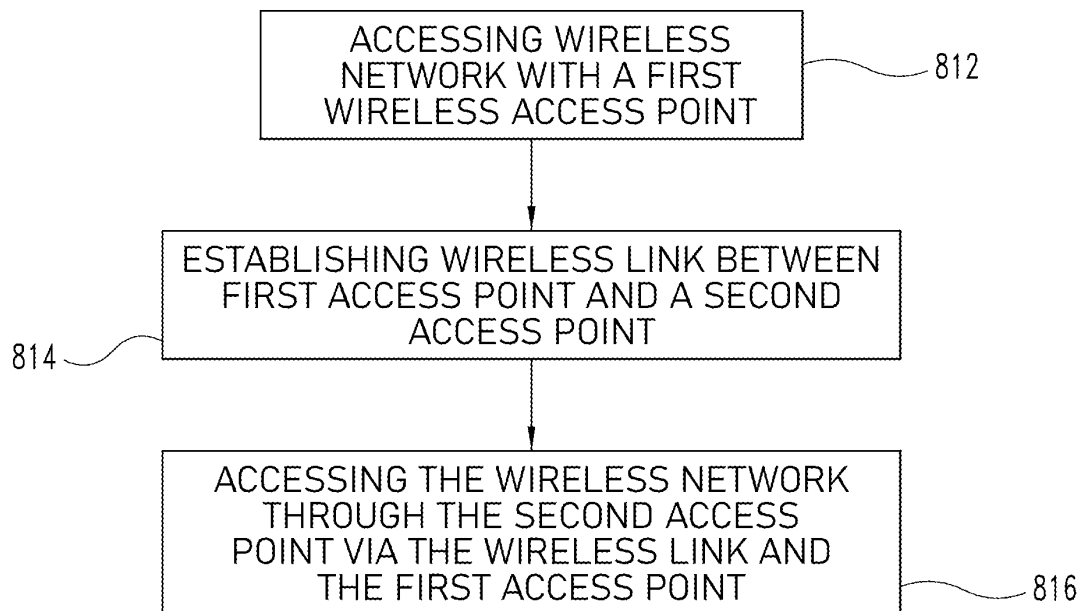 ACCESSING WIRELESS
NETWORK WITH A FIRST
WIRELESS ACCESS POINT
812
ESTABLISHING WIRELESS LINK BETWEEN
FIRST ACCESS POINT AND A SECOND
ACCESS POINT
814
ACCESSING THE WIRELESS NETWORK
THROUGH THE SECOND ACCESS
POINT VIA THE WIRELESS LINK AND
THE FIRST ACCESS POINT
816